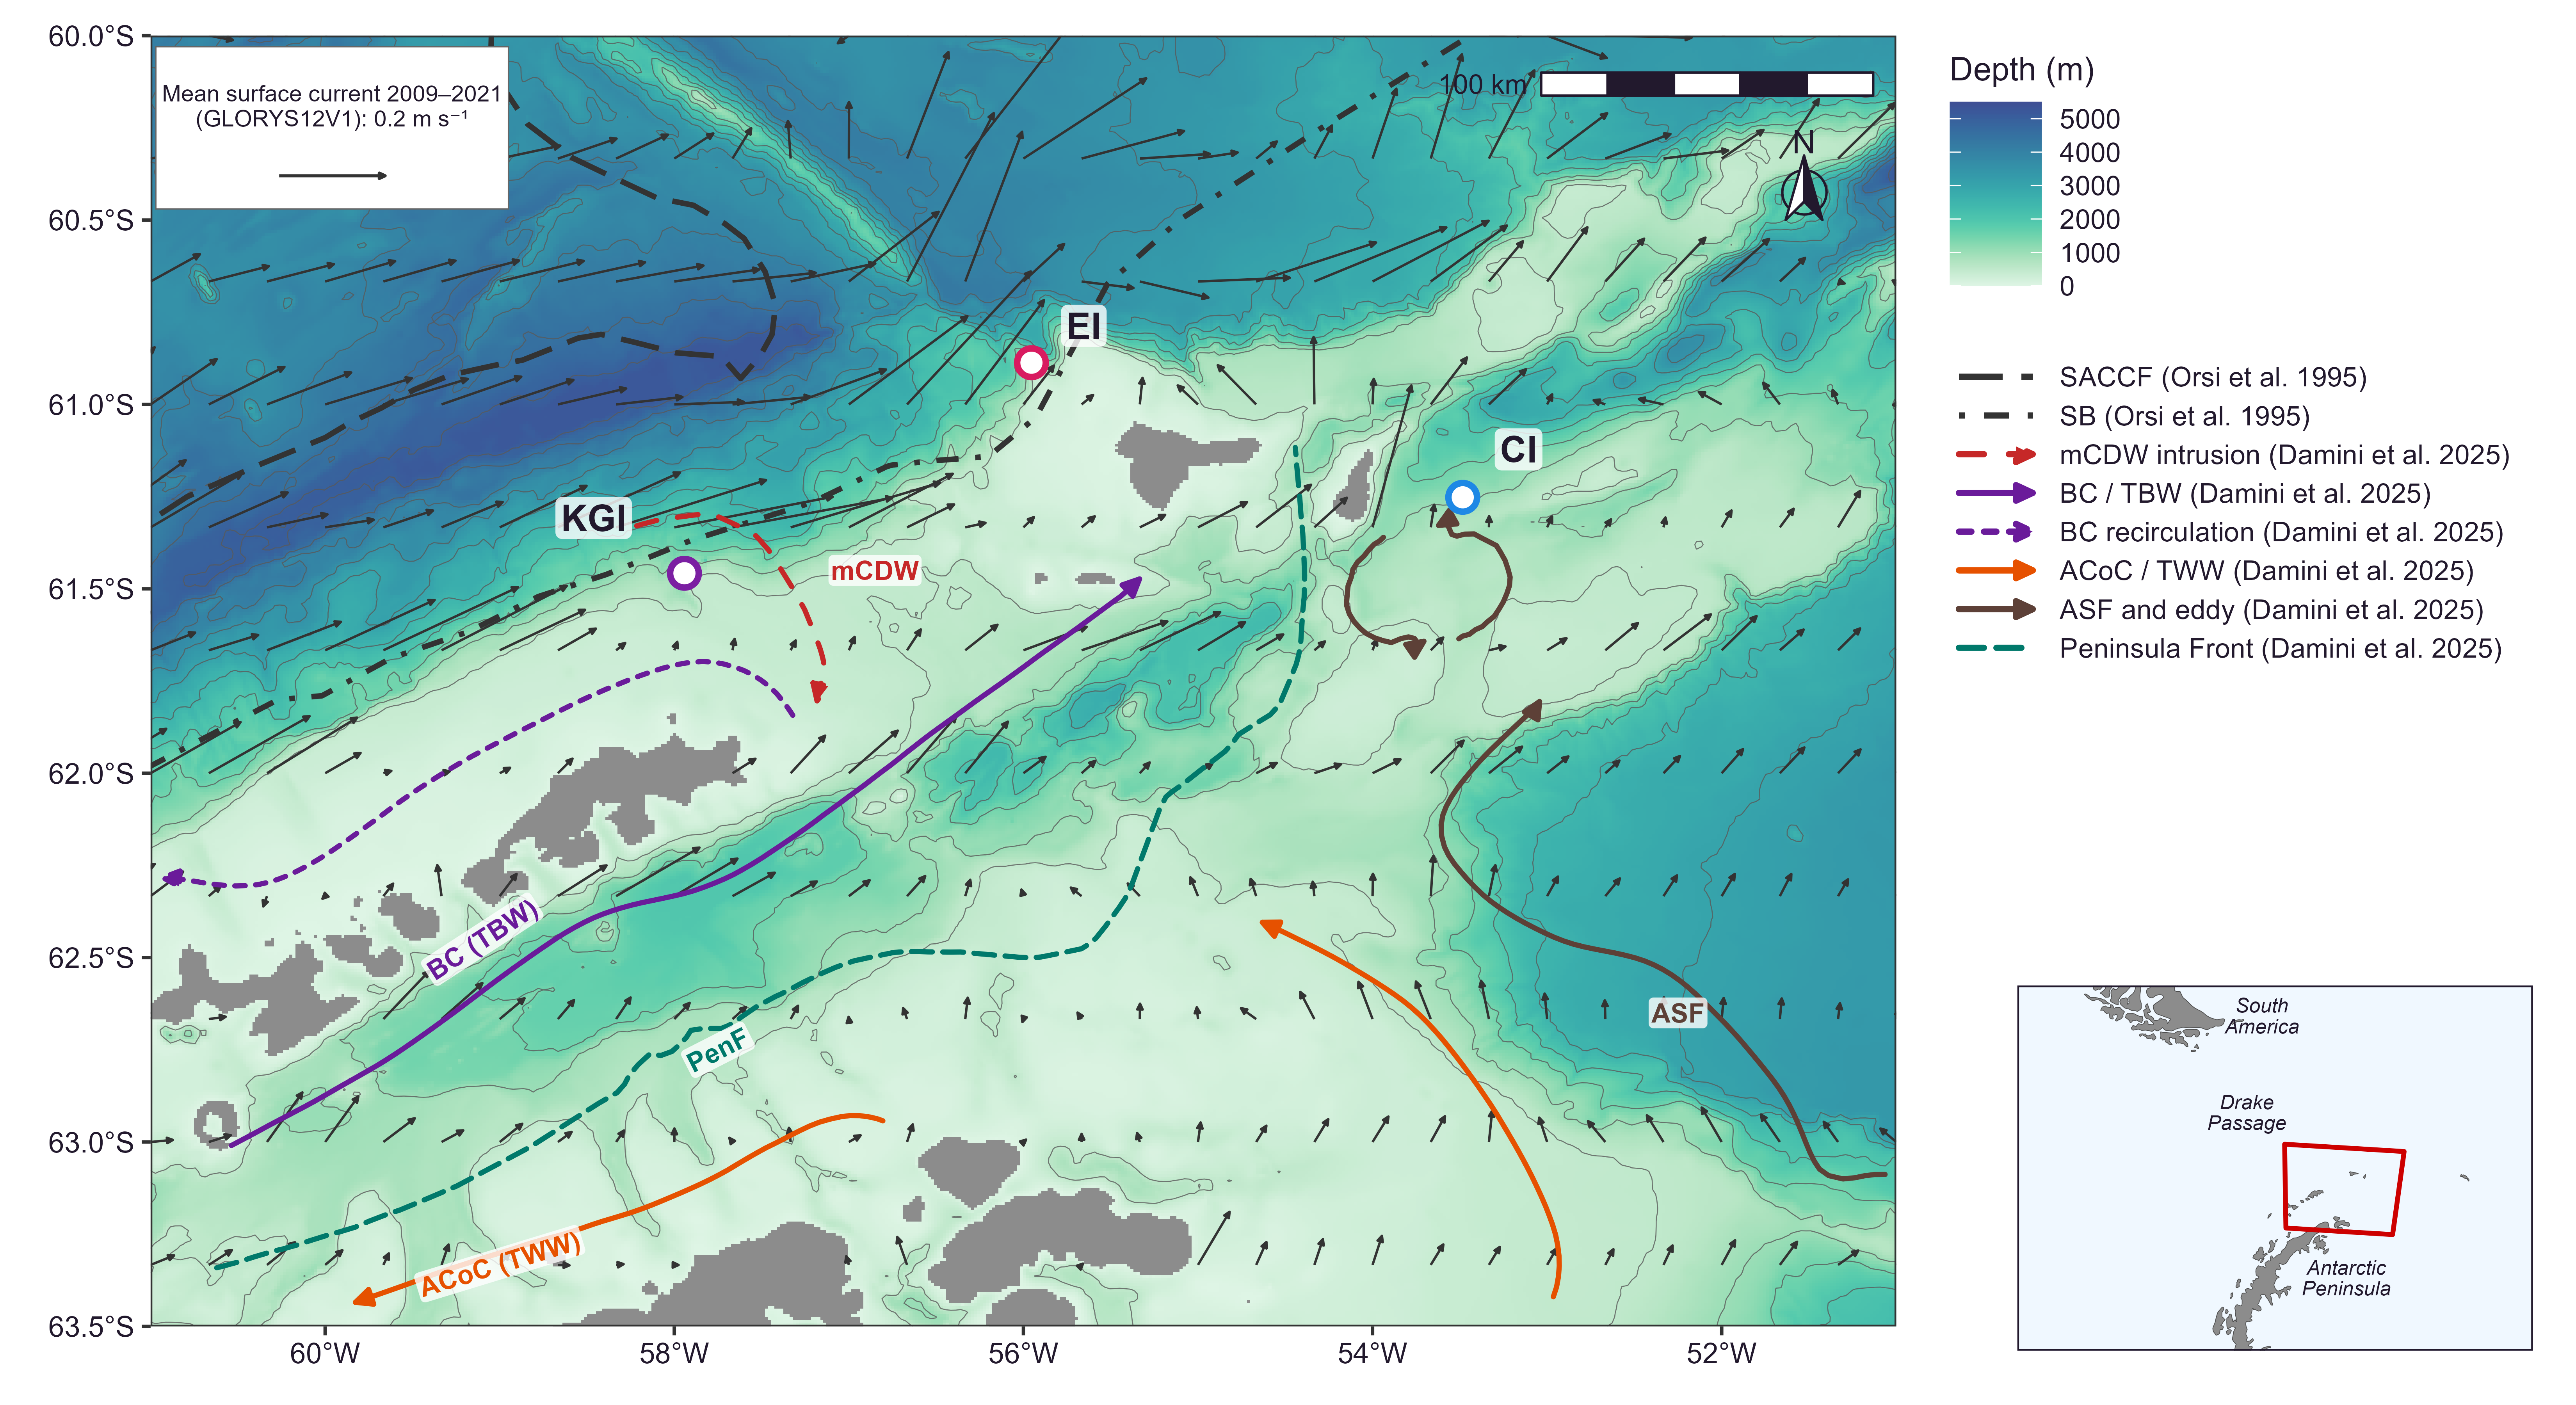 60.0°S
60.5°S
61.0°S
61.5°S
62.0°S
62.5°S
63.0°S
63.5°S
60°W
58°W
56°W
54°W
52°W
Mean surface current 2009–2021
(GLORYS12V1): 0.2 m s⁻¹
100 km
N
EI
CI
KGI
mCDW
BC (TBW)
PenF
ASF
ACoC (TWW)
Depth (m)
5000
4000
3000
2000
1000
0
SACCF (Orsi et al. 1995)
SB (Orsi et al. 1995)
mCDW intrusion (Damini et al. 2025)
BC / TBW (Damini et al. 2025)
BC recirculation (Damini et al. 2025)
ACoC / TWW (Damini et al. 2025)
ASF and eddy (Damini et al. 2025)
Peninsula Front (Damini et al. 2025)
South
America
Drake
Passage
Antarctic
Peninsula